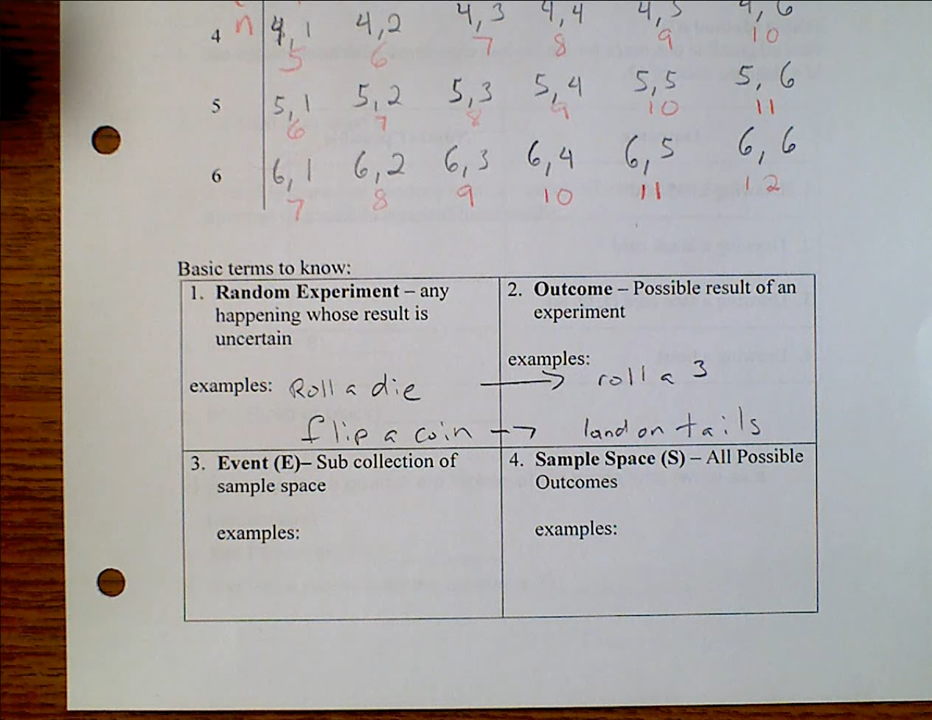 4 n 4,1 4,2 4,3 4,4 4,5 4,6
5 6 7 8 9 10
5 5,1 5,2 5,3 5,4 5,5 5,6
6 7 8 9 10 11
6 6,1 6,2 6,3 6,4 6,5 6,6
7 8 9 10 11 12
Basic terms to know:
1. Random Experiment – any
happening whose result is
uncertain
examples: Roll a die
flip a coin
2. Outcome – Possible result of an
experiment
examples:
roll a 3
land on tails
3. Event (E)– Sub collection of
sample space
examples:
4. Sample Space (S) – All Possible
Outcomes
examples: